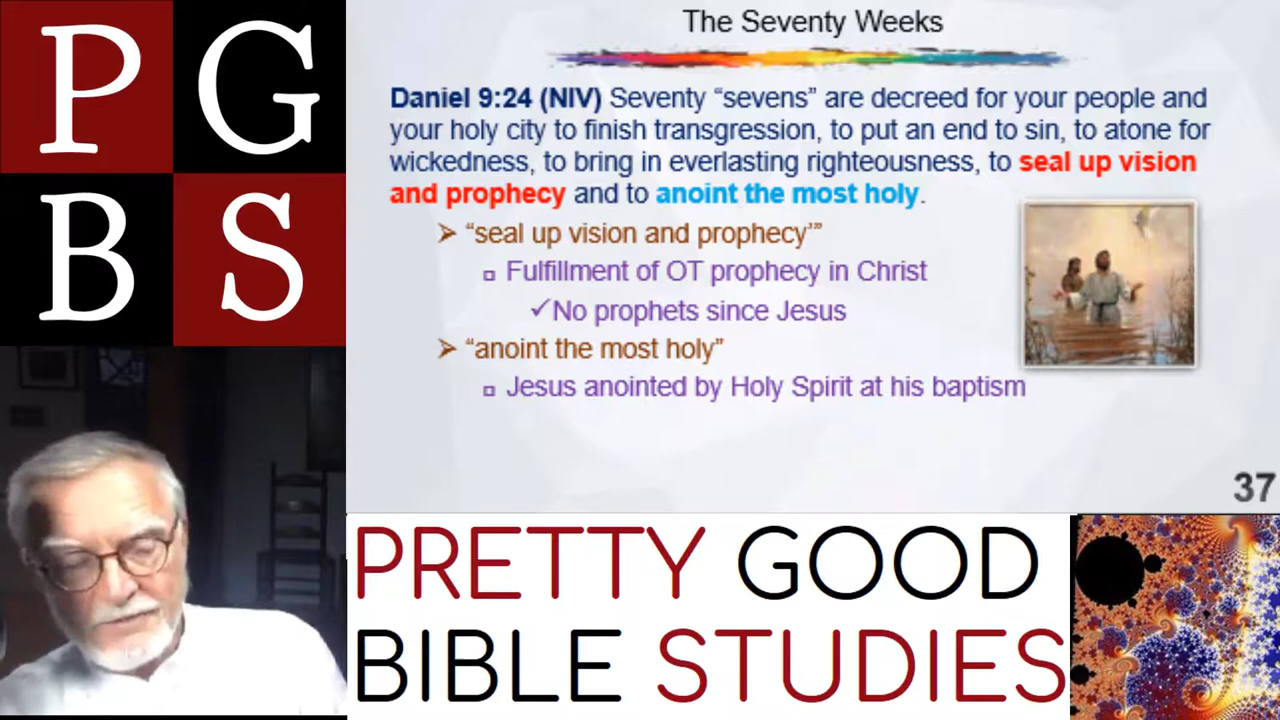 P G
B S
The Seventy Weeks
Daniel 9:24 (NIV) Seventy “sevens” are decreed for your people and
your holy city to finish transgression, to put an end to sin, to atone for
wickedness, to bring in everlasting righteousness, to seal up vision
and prophecy and to anoint the most holy.
➢ “seal up vision and prophecy’”
▫ Fulfillment of OT prophecy in Christ
✓No prophets since Jesus
➢ “anoint the most holy”
▫ Jesus anointed by Holy Spirit at his baptism
37
PRETTY GOOD
BIBLE STUDIES